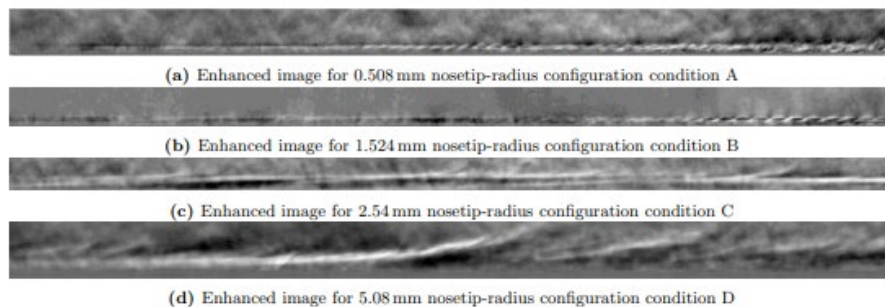 (a) Enhanced image for 0.508 mm nosetip-radius configuration condition A
(b) Enhanced image for 1.524 mm nosetip-radius configuration condition B
(c) Enhanced image for 2.54 mm nosetip-radius configuration condition C
(d) Enhanced image for 5.08 mm nosetip-radius configuration condition D